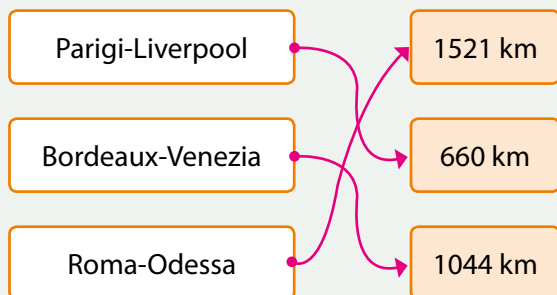 Parigi-Liverpool
1521 km
Bordeaux-Venezia
660 km
Roma-Odessa
1044 km